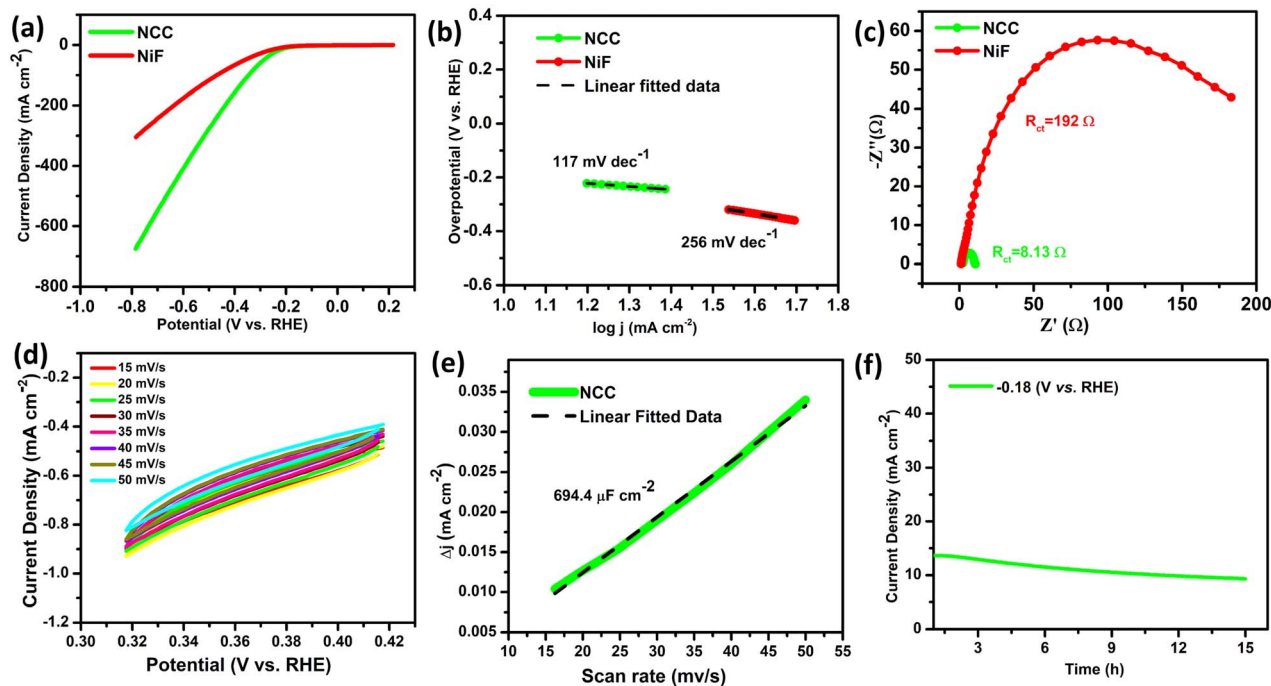 (a)
NCC
NiF
Current Density (mA cm⁻²)
0
-200
-400
-600
-800
-1.0 -0.8 -0.6 -0.4 -0.2 0.0 0.2 0.4
Potential (V vs. RHE)
(b)
NCC
NiF
Linear fitted data
Overpotential (V vs. RHE)
0.4
0.2
0.0
-0.2
-0.4
-0.6
117 mV dec⁻¹
256 mV dec⁻¹
1.0 1.1 1.2 1.3 1.4 1.5 1.6 1.7 1.8
log j (mA cm⁻²)
(c)
NCC
NiF
-Z''(Ω)
60
50
40
30
20
10
0
Rct=192 Ω
Rct=8.13 Ω
0 50 100 150 200
Z' (Ω)
(d)
15 mV/s
20 mV/s
25 mV/s
30 mV/s
35 mV/s
40 mV/s
45 mV/s
50 mV/s
Current Density (mA cm⁻²)
-0.2
-0.4
-0.6
-0.8
-1.0
-1.2
0.30 0.32 0.34 0.36 0.38 0.40 0.42
Potential (V vs. RHE)
(e)
NCC
Linear Fitted Data
Δj (mA cm⁻²)
0.035
0.030
0.025
0.020
0.015
0.010
0.005
694.4 μF cm⁻²
10 15 20 25 30 35 40 45 50 55
Scan rate (mv/s)
(f)
-0.18 (V vs. RHE)
Current Density (mA cm⁻²)
50
40
30
20
10
0
3 6 9 12 15
Time (h)